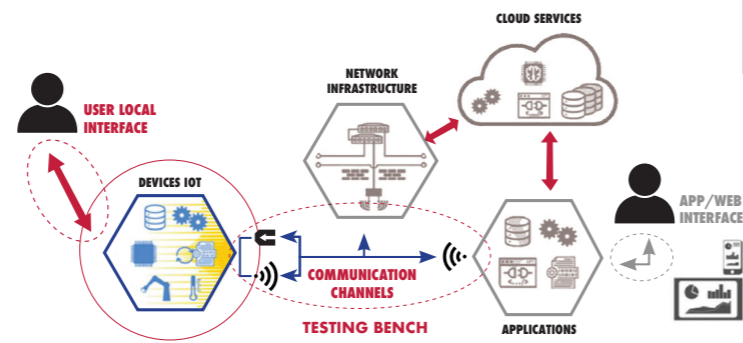 CLOUD SERVICES
NETWORK
INFRASTRUCTURE
USER LOCAL
INTERFACE
DEVICES IOT
APP/WEB
INTERFACE
COMMUNICATION
CHANNELS
TESTING BENCH
APPLICATIONS